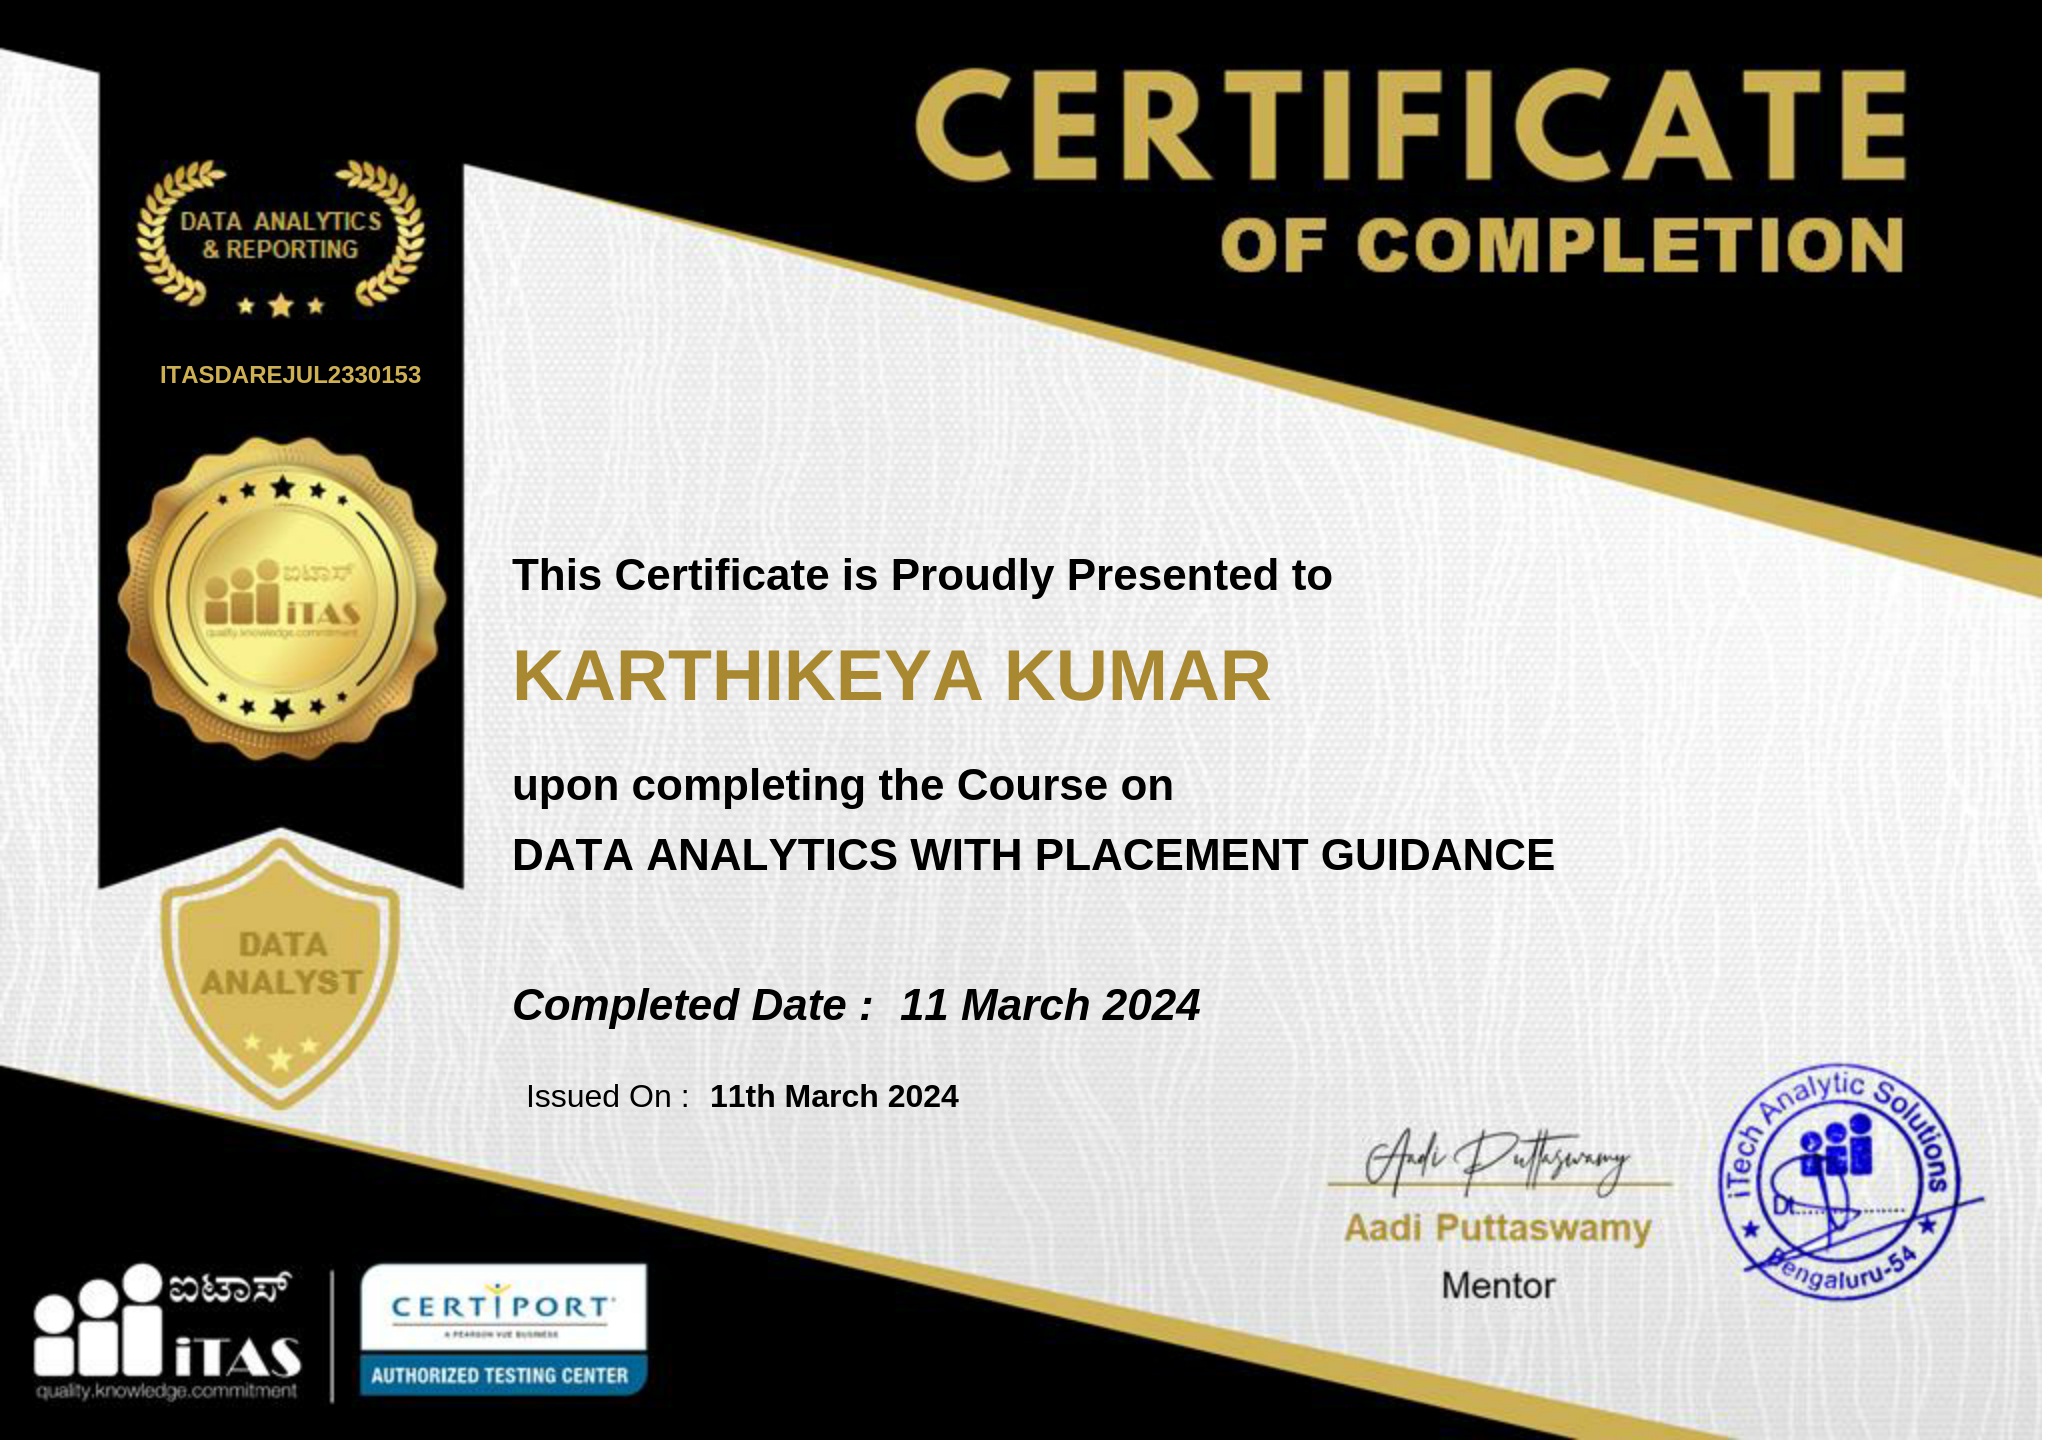 CERTIFICATE
OF COMPLETION
DATA ANALYTICS
& REPORTING
ITASDAREJUL2330153
ಐಟಾಸ್
iTAS
quality.knowledge.commitment
This Certificate is Proudly Presented to
KARTHIKEYA KUMAR
upon completing the Course on
DATA ANALYTICS WITH PLACEMENT GUIDANCE
DATA
ANALYST
Completed Date : 11 March 2024
Issued On : 11th March 2024
Aadi Puttaswamy
Aadi Puttaswamy
Mentor
iTech Analytic Solutions
Dt.................
Bengaluru-54
ಐಟಾಸ್
iTAS
quality.knowledge.commitment
CERTIPORT
A PEARSON VUE BUSINESS
AUTHORIZED TESTING CENTER